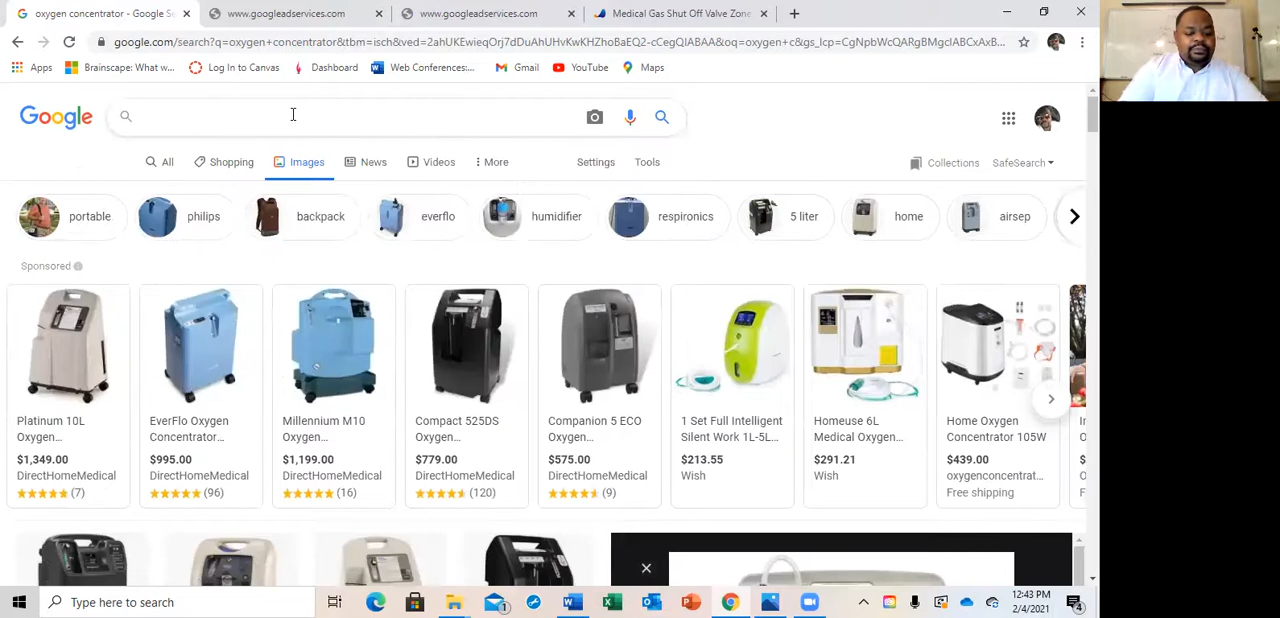 oxygen concentrator - Google Se
www.googleadservices.com
www.googleadservices.com
Medical Gas Shut Off Valve Zone
google.com/search?q=oxygen+concentrator&tbm=isch&ved=
Apps
Brainscape: What w...
Log In to Canvas
Dashboard
Web Conferences...
Gmail
YouTube
Maps
Google
All
Shopping
Images
News
Videos
More
Settings
Tools
Collections
SafeSearch
portable
philips
backpack
everflo
humidifier
respironics
5 liter
home
airsep
Sponsored
Platinum 10L
Oxygen...
$1,349.00
DirectHomeMedical
(7)
EverFlo Oxygen
Concentrator...
$995.00
DirectHomeMedical
(96)
Millennium M10
Oxygen...
$1,199.00
DirectHomeMedical
(16)
Compact 525DS
Oxygen...
$779.00
DirectHomeMedical
(120)
Companion 5 ECO
Oxygen...
$575.00
DirectHomeMedical
(9)
1 Set Full Intelligent
Silent Work 1L-5L...
$213.55
Wish
Homeuse 6L
Medical Oxygen...
$291.21
Wish
Home Oxygen
Concentrator 105W
$439.00
oxygenconcentrat...
Free shipping
Type here to search
12:43 PM
2/4/2021
4